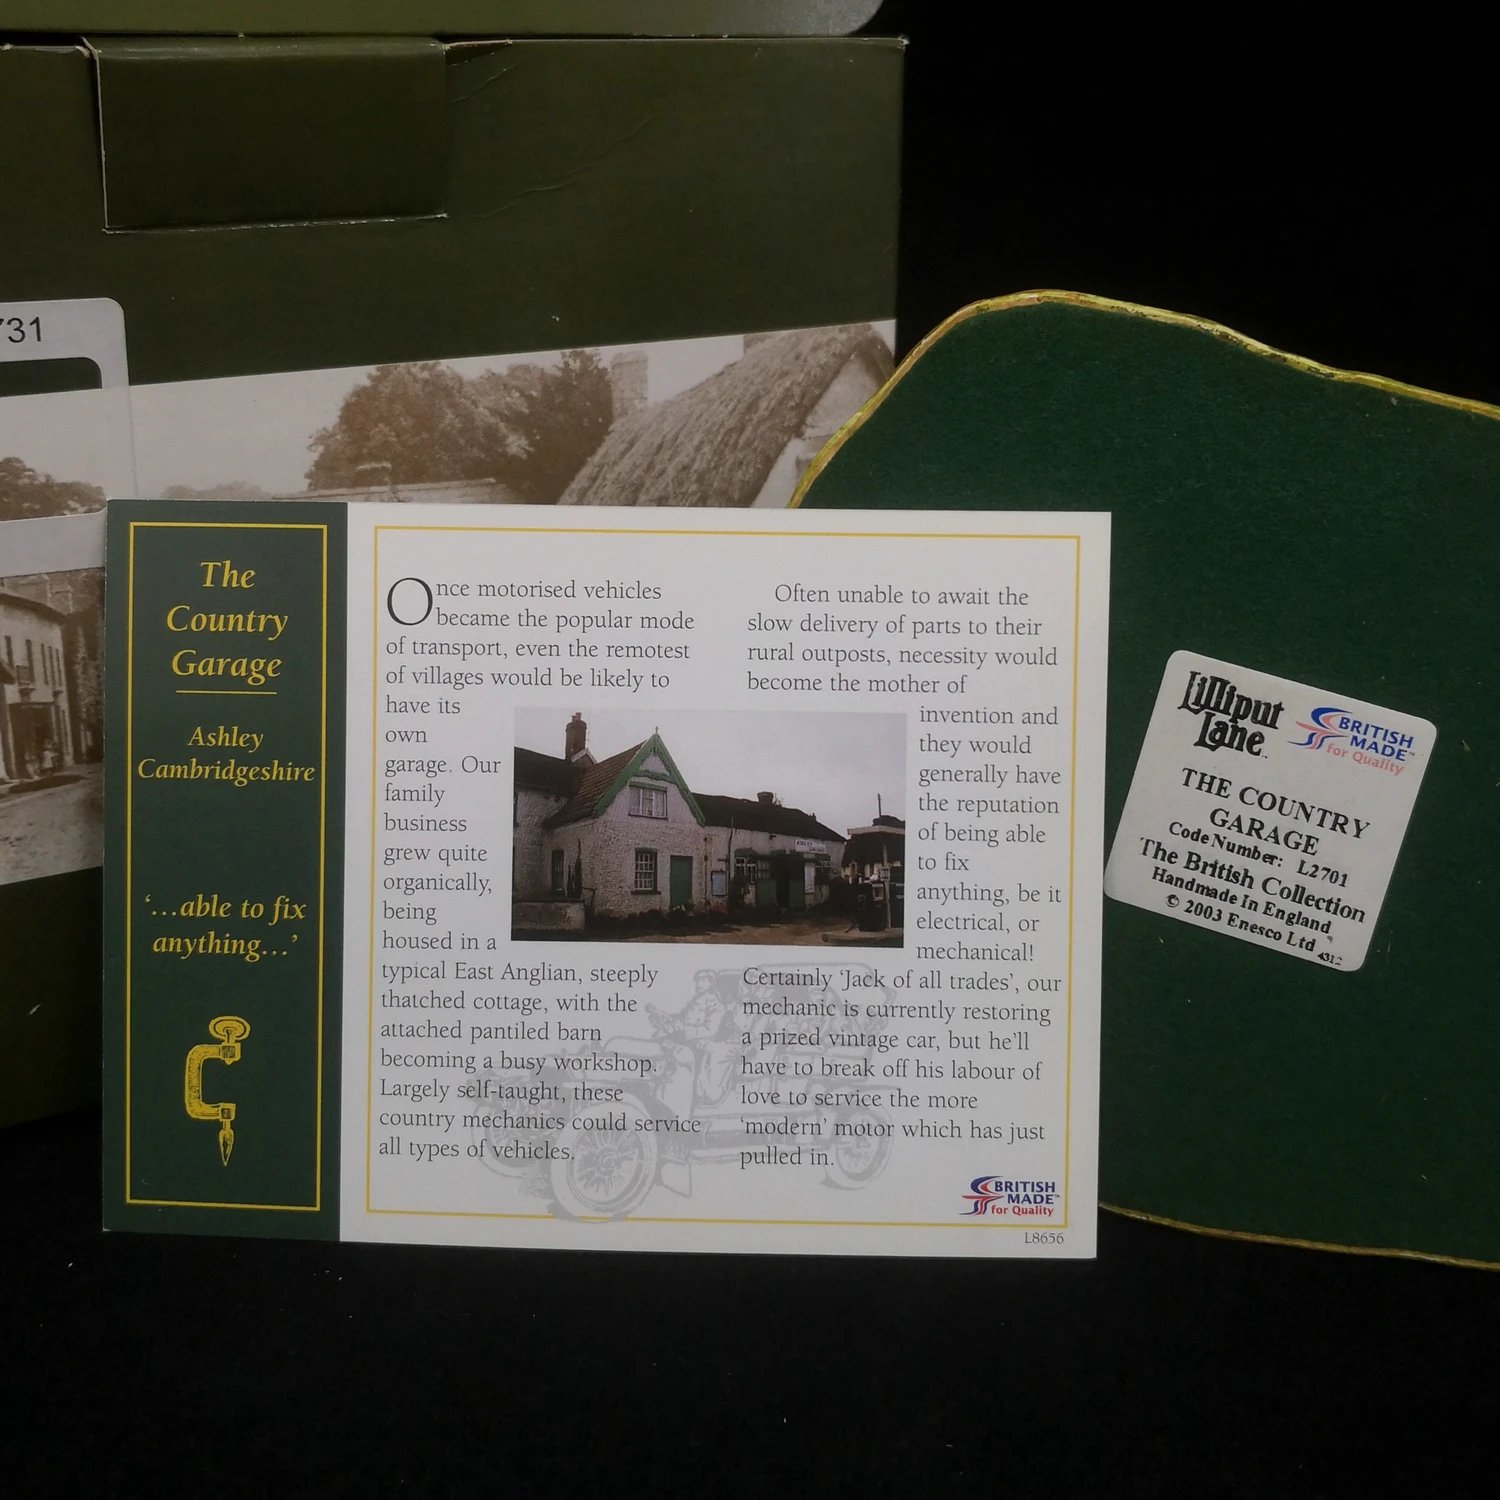 731
The
Country
Garage
Ashley
Cambridgeshire
‘…able to fix
anything…’
Once motorised vehicles
became the popular mode
of transport, even the remotest
of villages would be likely to
have its
own
garage. Our
family
business
grew quite
organically,
being
housed in a
typical East Anglian, steeply
thatched cottage, with the
attached pantiled barn
becoming a busy workshop.
Largely self-taught, these
country mechanics could service
all types of vehicles.
Often unable to await the
slow delivery of parts to their
rural outposts, necessity would
become the mother of
invention and
they would
generally have
the reputation
of being able
to fix
anything, be it
electrical, or
mechanical!
Certainly ‘Jack of all trades’, our
mechanic is currently restoring
a prized vintage car, but he’ll
have to break off his labour of
love to service the more
‘modern’ motor which has just
pulled in.
BRITISH
MADE™
for Quality
L8656
Lilliput
Lane™
BRITISH
MADE™
for Quality
THE COUNTRY
GARAGE
Code Number: L2701
The British Collection
Handmade In England
© 2003 Enesco Ltd